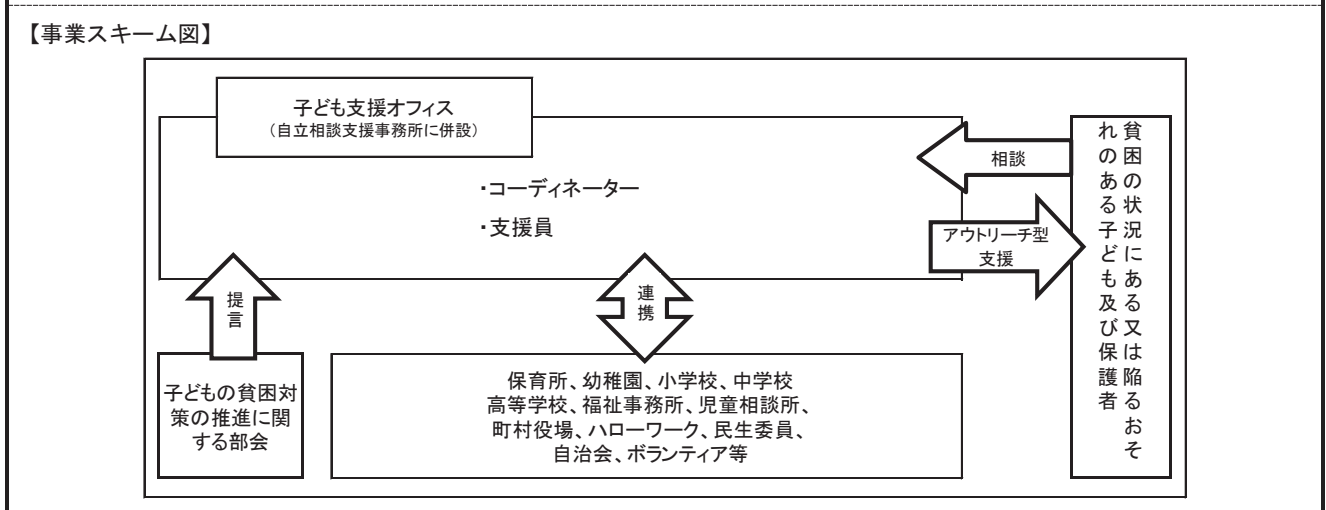 【事業スキーム図】
子ども支援オフィス
（自立相談支援事務所に併設）
・コーディネーター
・支援員
相談
アウトリーチ型
支援
貧困の状況にある又は陥るおそ
れのある子ども及び保護者
提言
連携
子どもの貧困対
策の推進に関
する部会
保育所、幼稚園、小学校、中学校
高等学校、福祉事務所、児童相談所、
町村役場、ハローワーク、民生委員、
自治会、ボランティア等